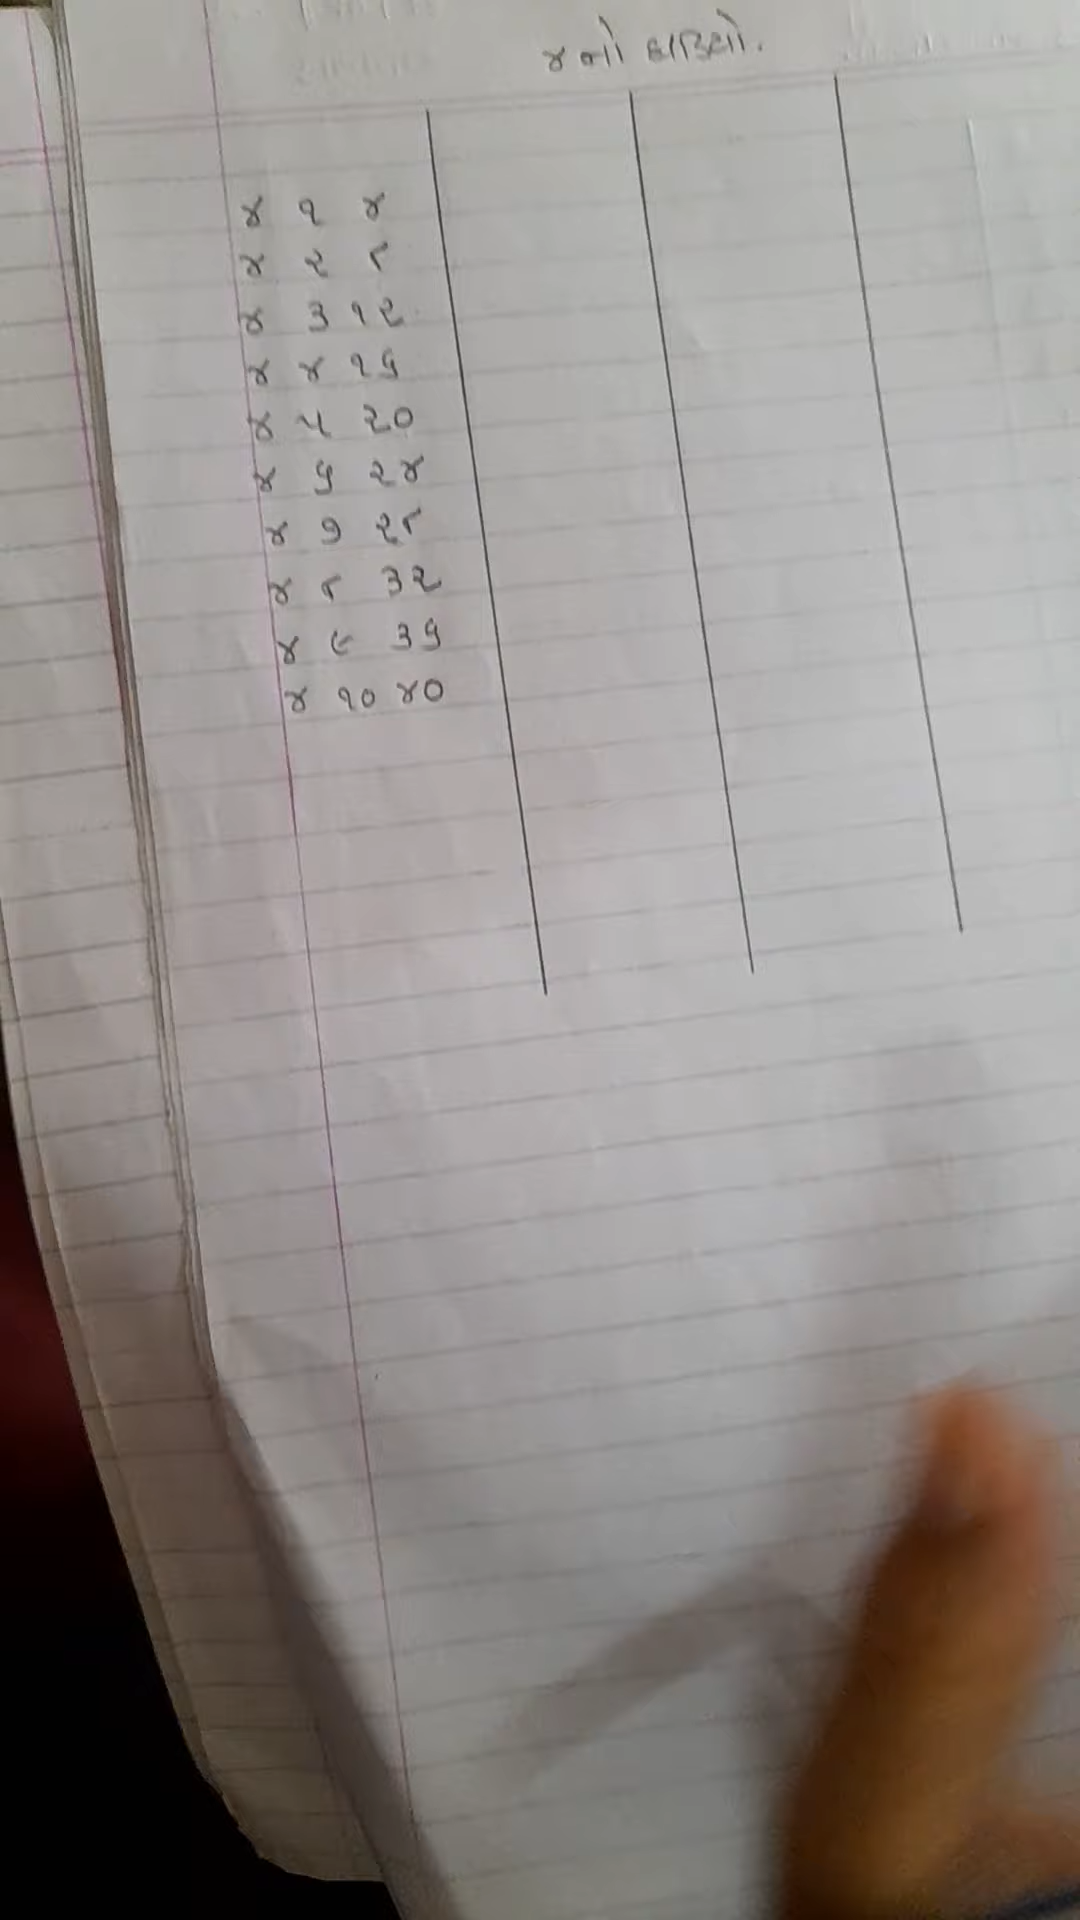 ૪ નો ઘડિયો.
૪ ૧ ૪
૪ ૨ ૮
૪ ૩ ૧૨
૪ ૪ ૧૬
૪ ૫ ૨૦
૪ ૬ ૨૪
૪ ૭ ૨૮
૪ ૮ ૩૨
૪ ૯ ૩૬
૪ ૧૦ ૪૦